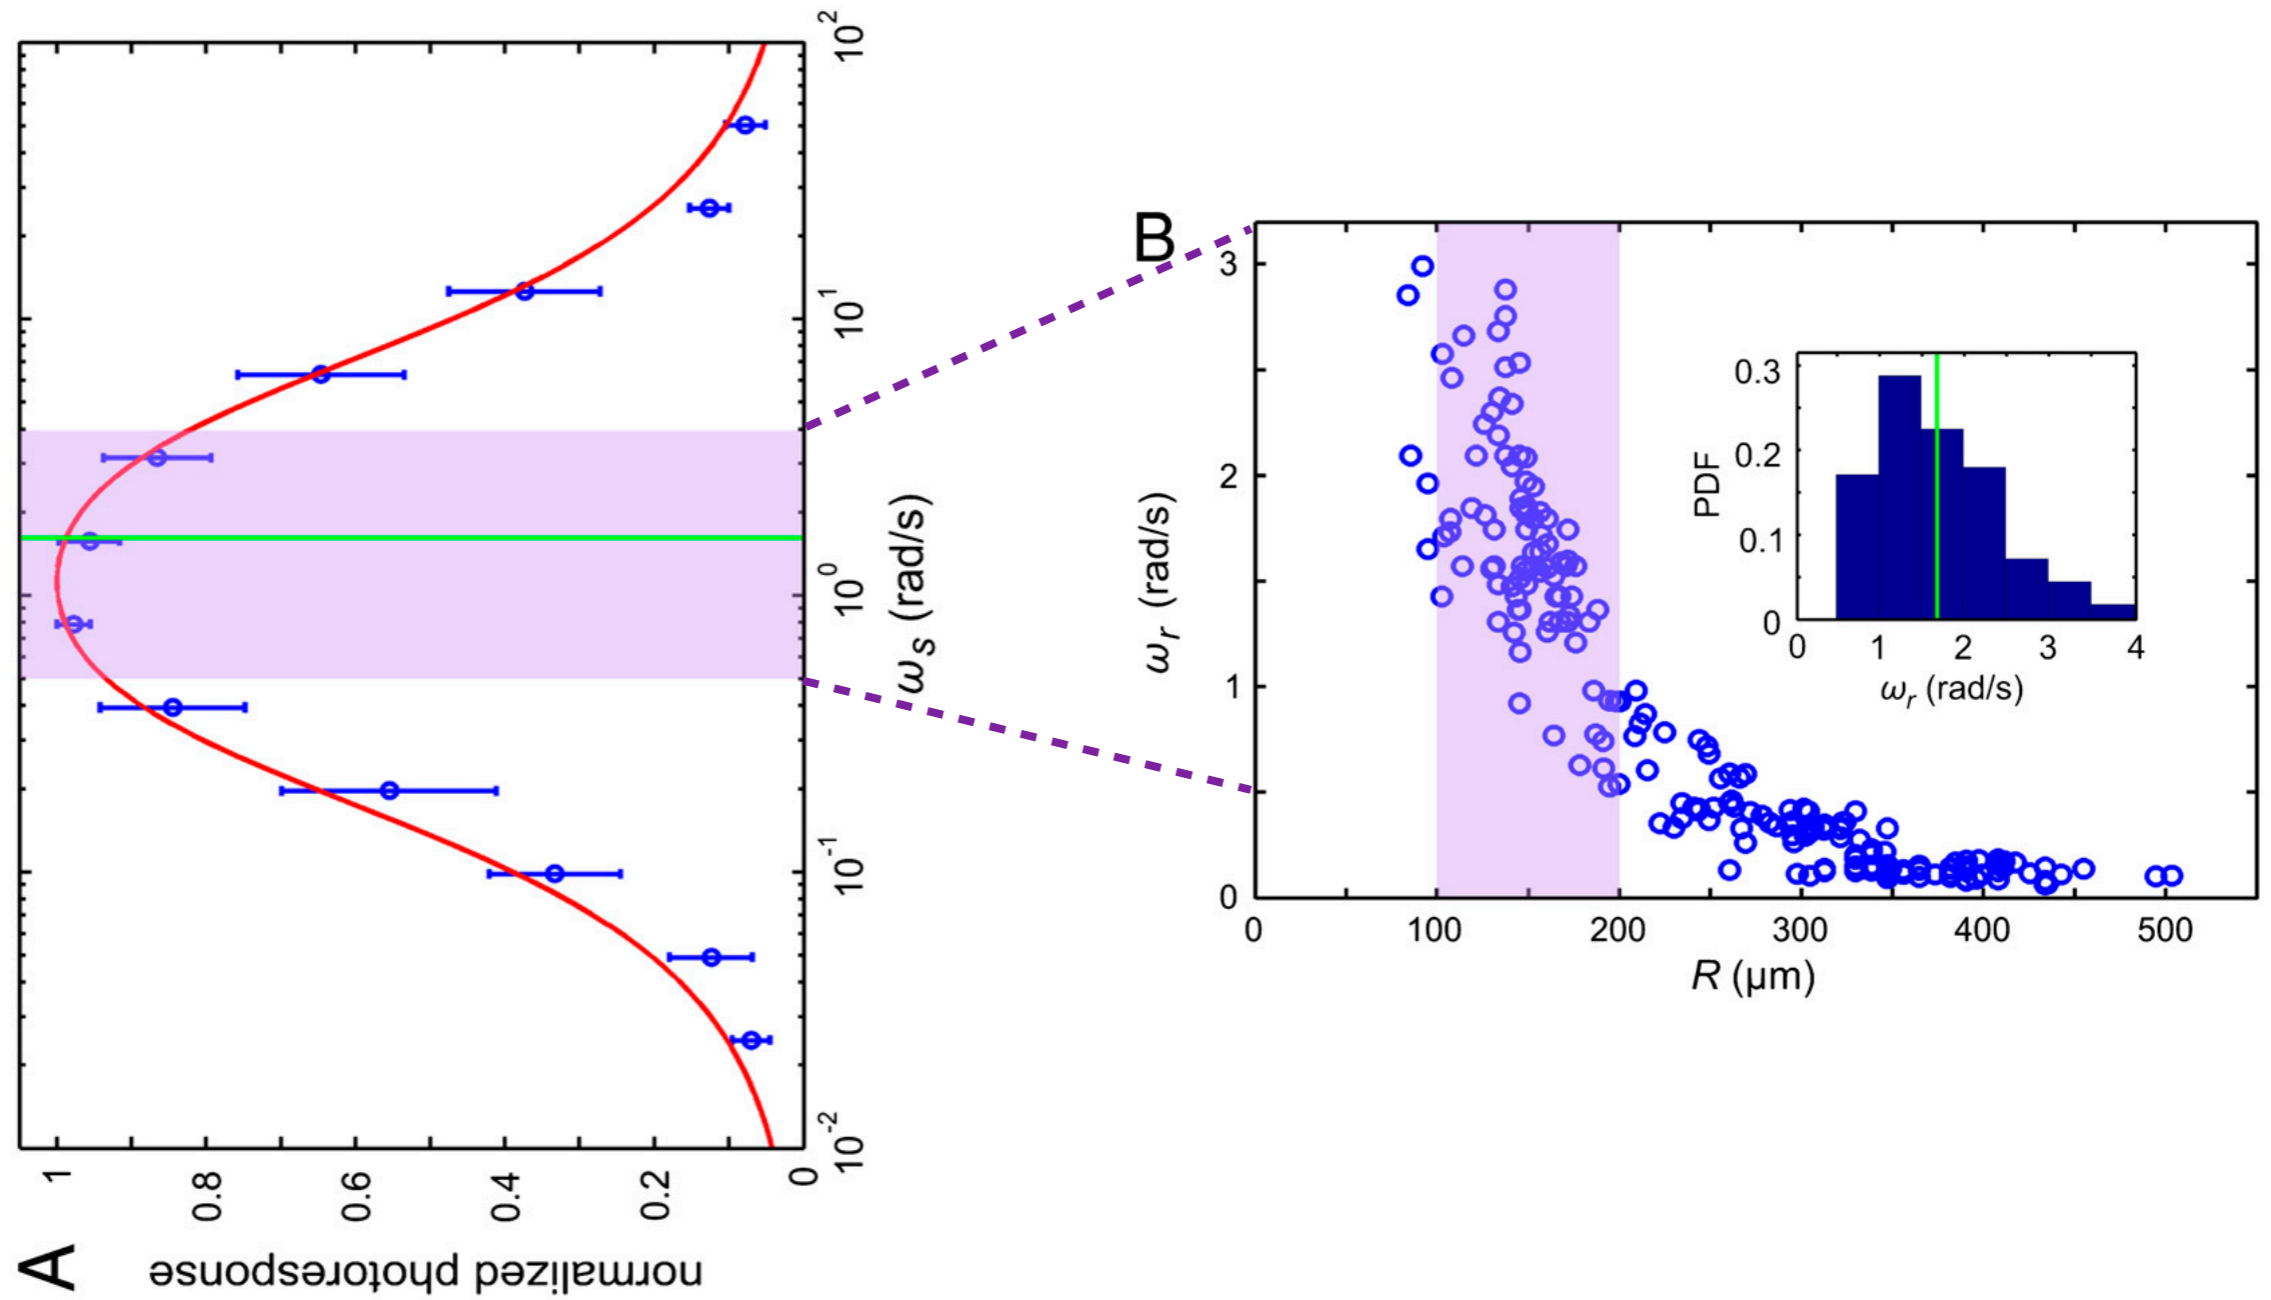 A
normalized photoresponse
1
0.8
0.6
0.4
0.2
0
10^-2
10^-1
10^0
10^1
10^2
ω_s (rad/s)
B
3
2
1
0
ω_r (rad/s)
0 100 200 300 400 500
R (μm)
0.3
0.2
0.1
0
PDF
0 1 2 3 4
ω_r (rad/s)